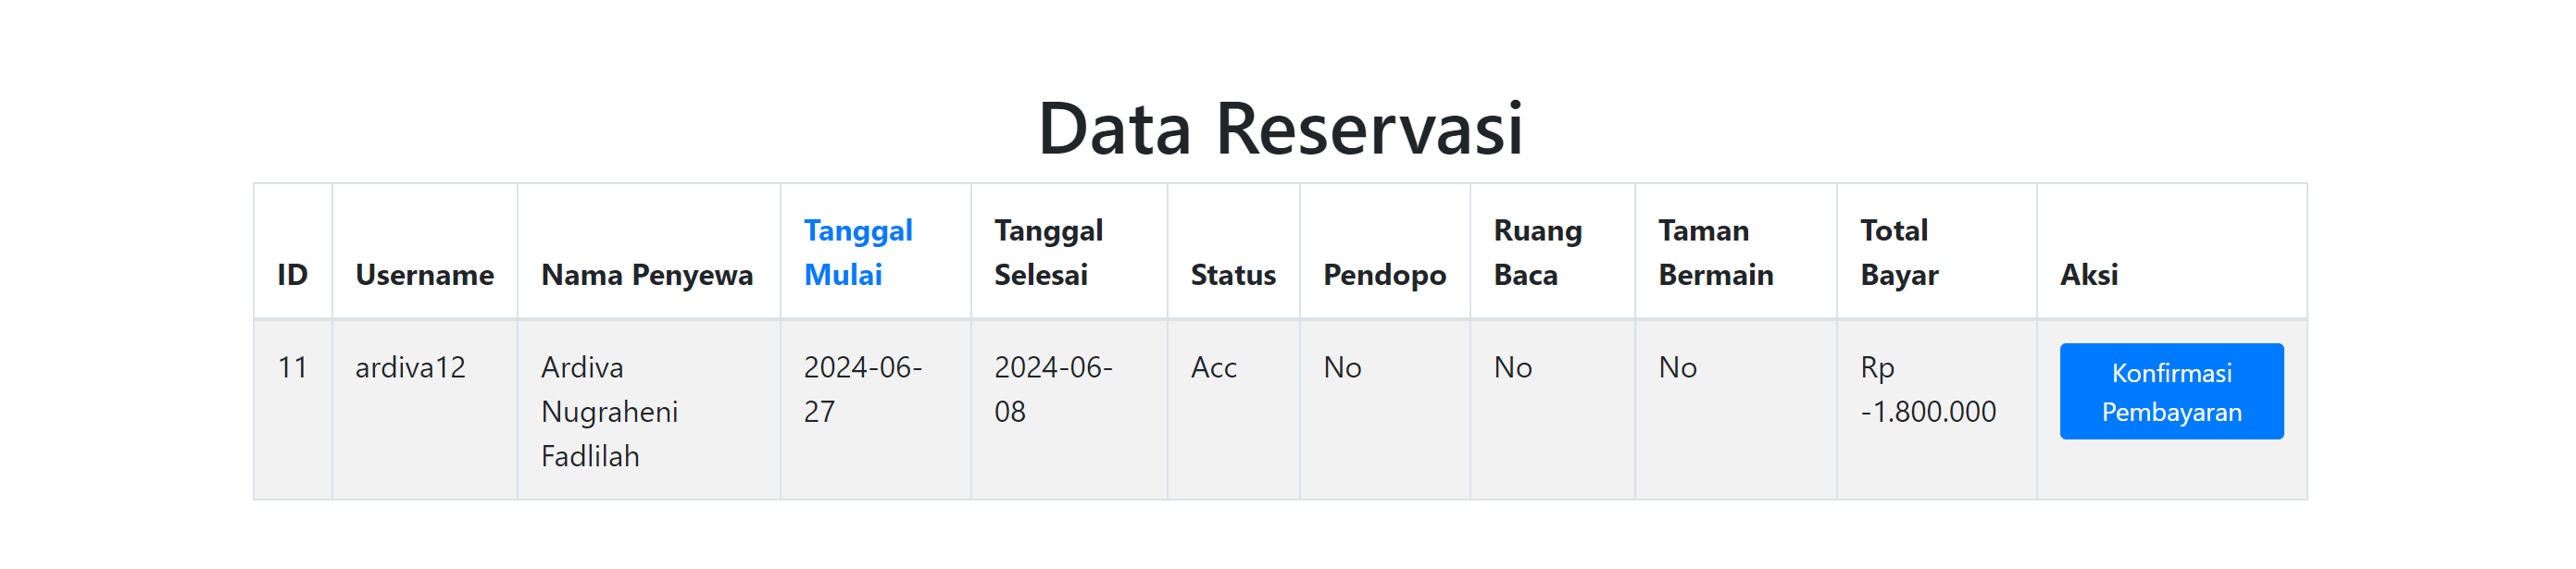 Data Reservasi
ID
Username
Nama Penyewa
Tanggal
Mulai
Tanggal
Selesai
Status
Pendopo
Ruang
Baca
Taman
Bermain
Total
Bayar
Aksi
11
ardiva12
Ardiva
Nugraheni
Fadlilah
2024-06-
27
2024-06-
08
Acc
No
No
No
Rp
-1.800.000
Konfirmasi
Pembayaran